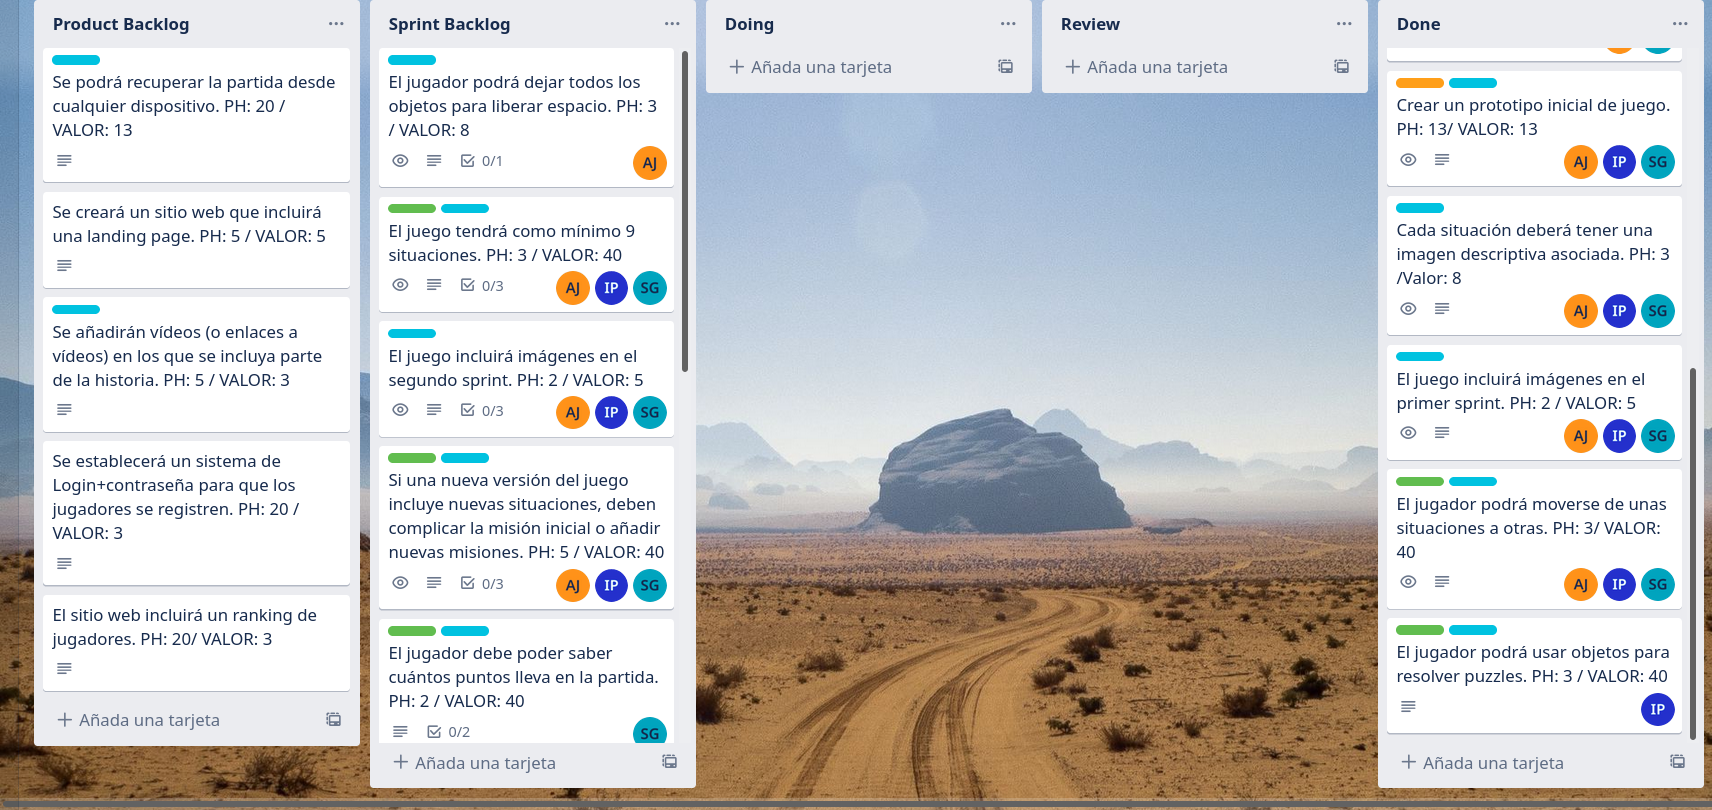 Product Backlog
Se podrá recuperar la partida desde
cualquier dispositivo. PH: 20 /
VALOR: 13
Se creará un sitio web que incluirá
una landing page. PH: 5 / VALOR: 5
Se añadirán vídeos (o enlaces a
vídeos) en los que se incluya parte
de la historia. PH: 5 / VALOR: 3
Se establecerá un sistema de
Login+contraseña para que los
jugadores se registren. PH: 20 /
VALOR: 3
El sitio web incluirá un ranking de
jugadores. PH: 20/ VALOR: 3
Añada una tarjeta
Sprint Backlog
El jugador podrá dejar todos los
objetos para liberar espacio. PH: 3
/ VALOR: 8
0/1 AJ
El juego tendrá como mínimo 9
situaciones. PH: 3 / VALOR: 40
0/3 AJ IP SG
El juego incluirá imágenes en el
segundo sprint. PH: 2 / VALOR: 5
0/3 AJ IP SG
Si una nueva versión del juego
incluye nuevas situaciones, deben
complicar la misión inicial o añadir
nuevas misiones. PH: 5 / VALOR: 40
0/3 AJ IP SG
El jugador debe poder saber
cuántos puntos lleva en la partida.
PH: 2 / VALOR: 40
0/2 SG
Añada una tarjeta
Doing
Añada una tarjeta
Review
Añada una tarjeta
Done
Crear un prototipo inicial de juego.
PH: 13/ VALOR: 13
AJ IP SG
Cada situación deberá tener una
imagen descriptiva asociada. PH: 3
/Valor: 8
AJ IP SG
El juego incluirá imágenes en el
primer sprint. PH: 2 / VALOR: 5
AJ IP SG
El jugador podrá moverse de unas
situaciones a otras. PH: 3/ VALOR:
40
AJ IP SG
El jugador podrá usar objetos para
resolver puzzles. PH: 3 / VALOR: 40
IP
Añada una tarjeta